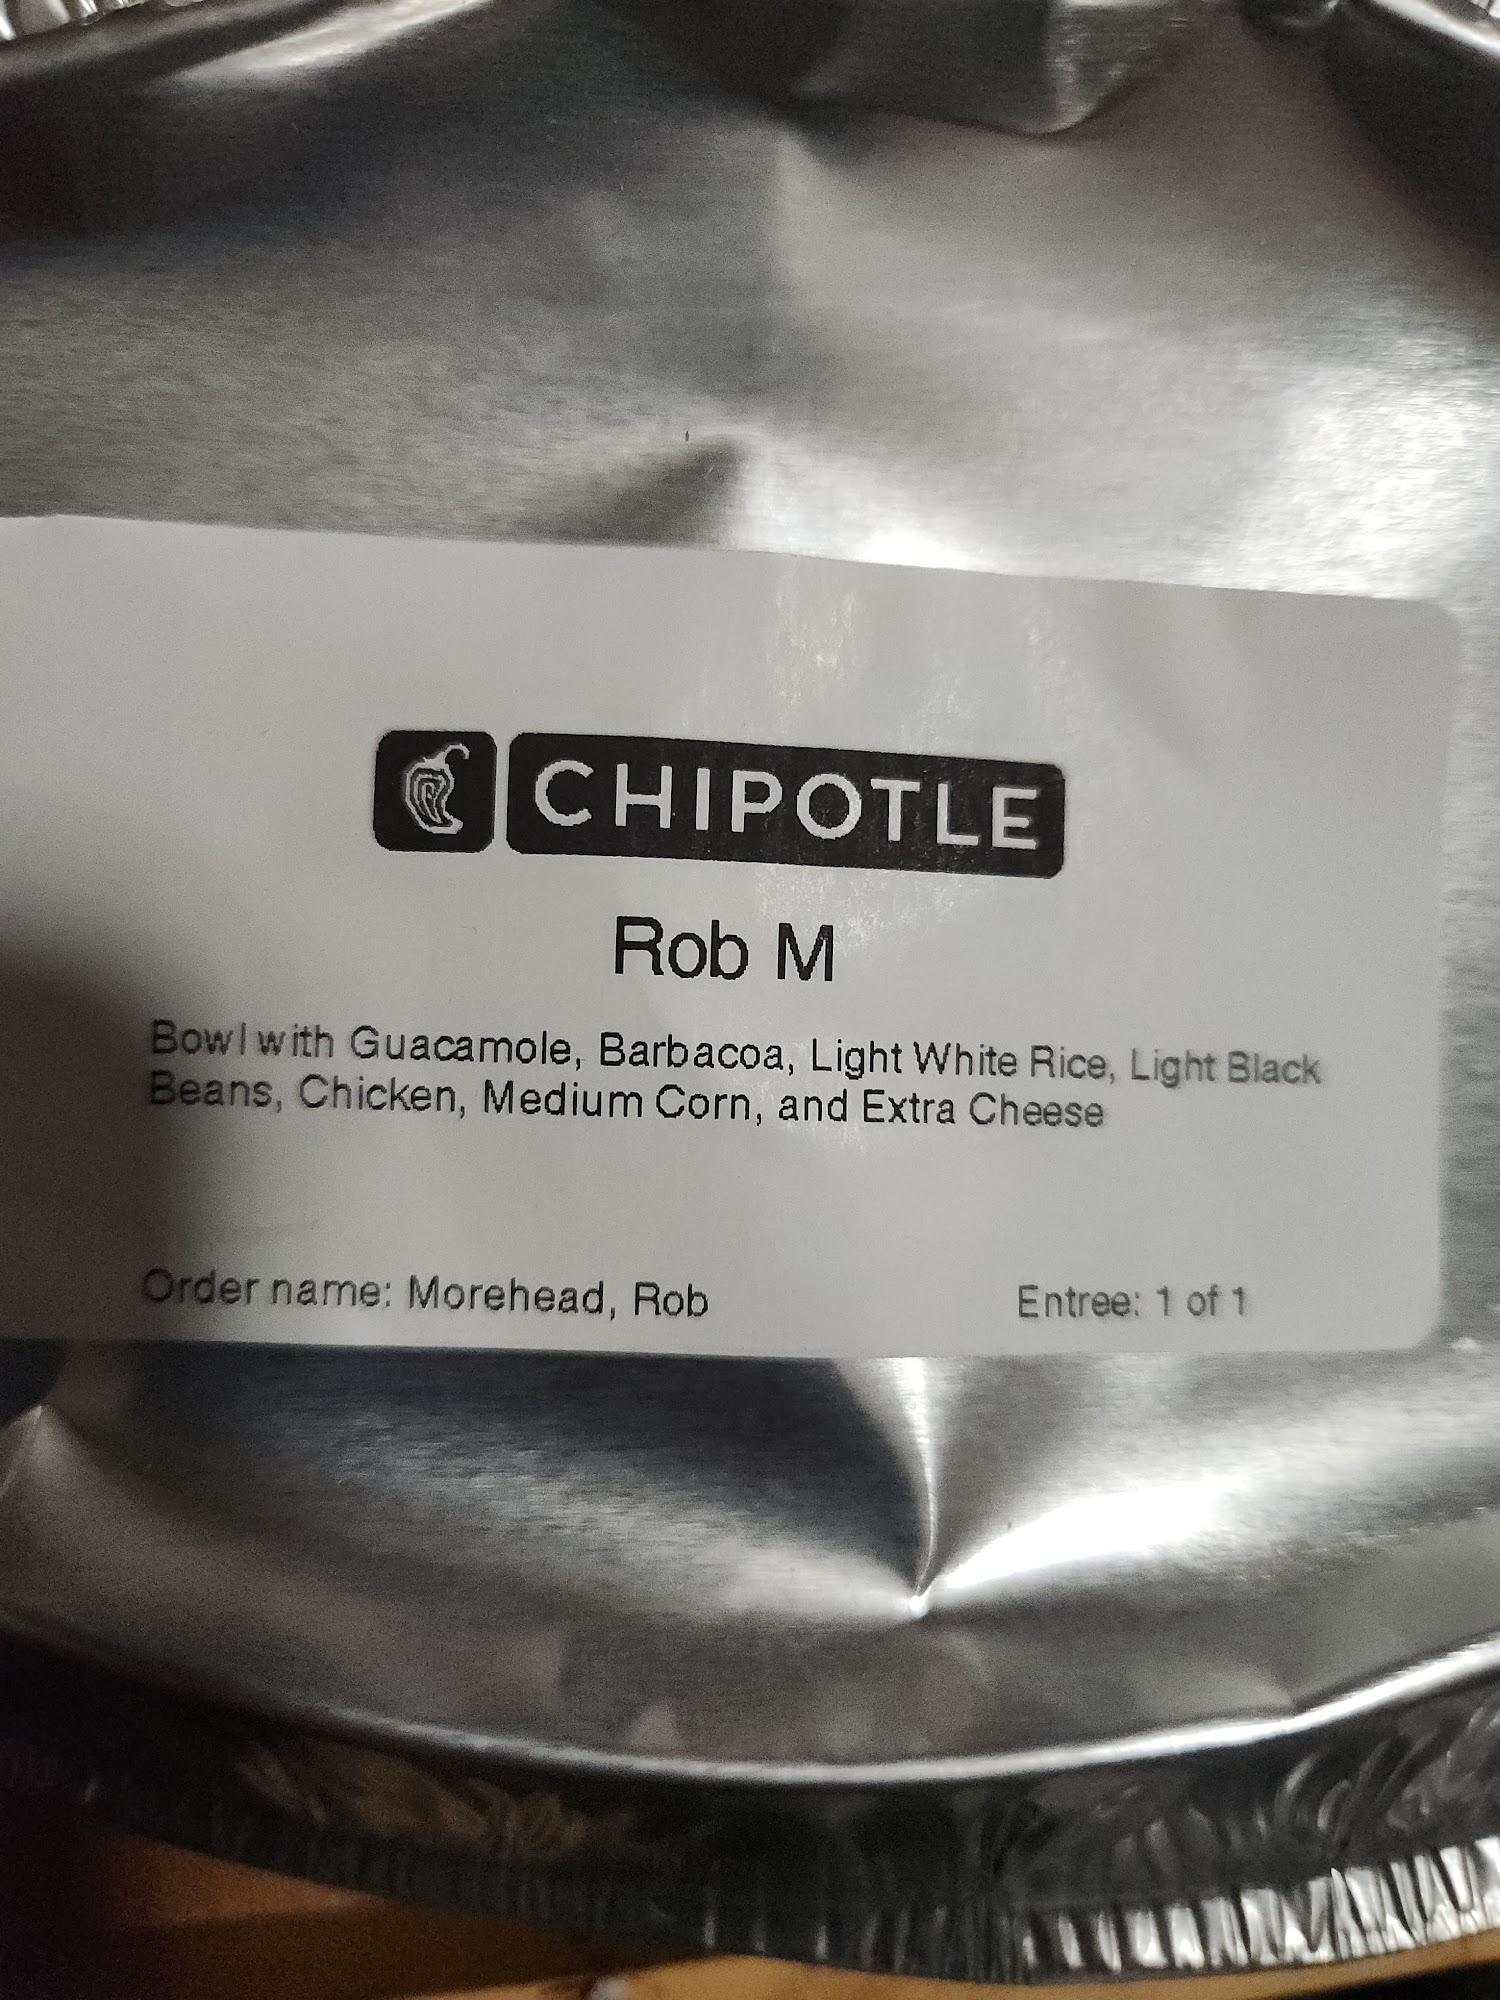 CHIPOTLE
Rob M
Bowl with Guacamole, Barbacoa, Light White Rice, Light Black
Beans, Chicken, Medium Corn, and Extra Cheese
Order name: Morehead, Rob
Entree: 1 of 1